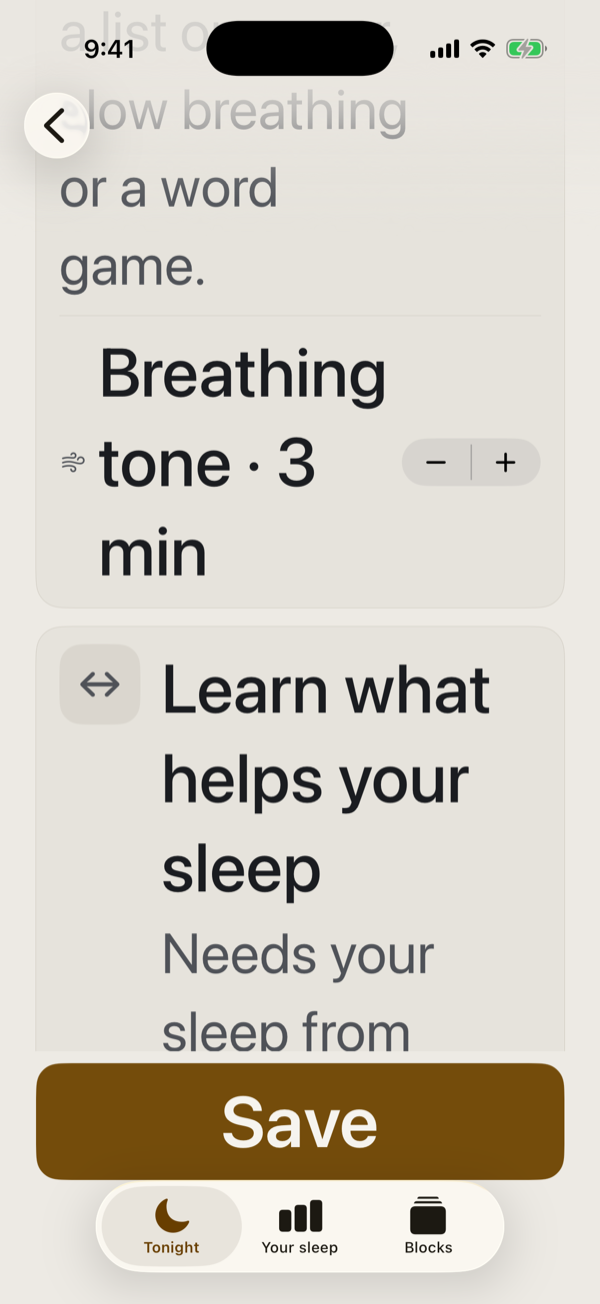 9:41
a list o
slow breathing
or a word
game.
Breathing
tone · 3
min
Learn what
helps your
sleep
Needs your
sleep from
Save
Tonight
Your sleep
Blocks